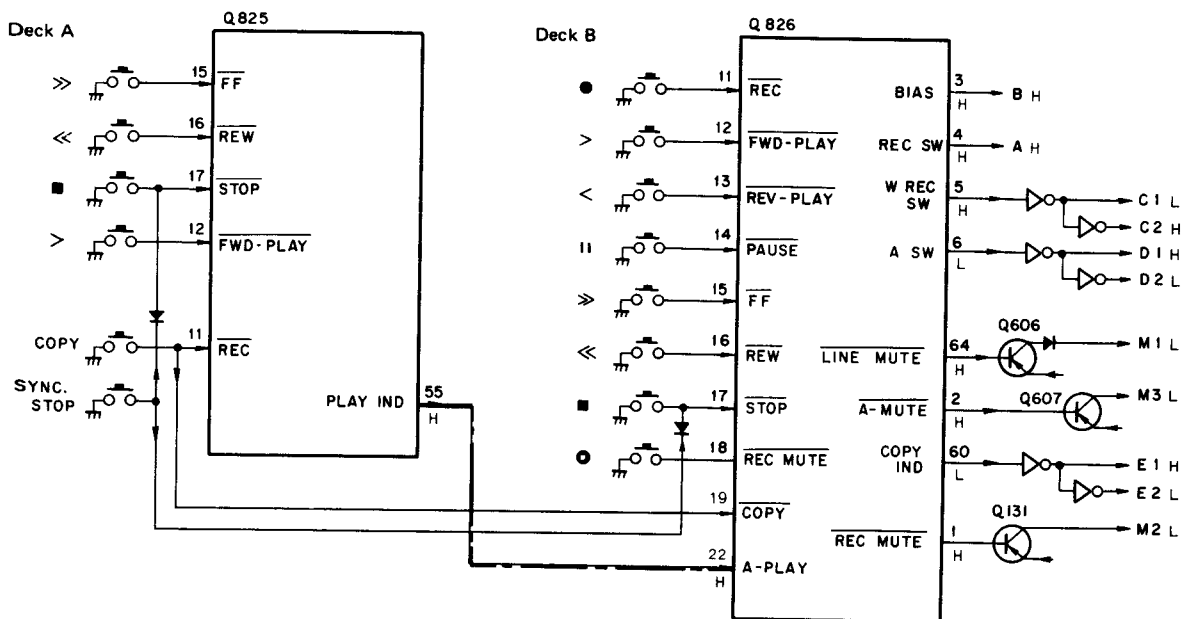 Deck A
Q825
15 FF
16 REW
17 STOP
12 FWD-PLAY
COPY 11 REC
SYNC. STOP
PLAY IND 55 H
Deck B
Q826
11 REC
12 FWD-PLAY
13 REV-PLAY
14 PAUSE
15 FF
16 REW
17 STOP
18 REC MUTE
19 COPY
22 H A-PLAY
BIAS 3 H B H
REC SW 4 H A H
W REC SW 5 H C1 L
C2 H
A SW 6 L D1 H
D2 L
LINE MUTE 64 H Q606 M1 L
A-MUTE 2 H Q607 M3 L
COPY IND 60 L E1 H
E2 L
REC MUTE 1 H Q131 M2 L